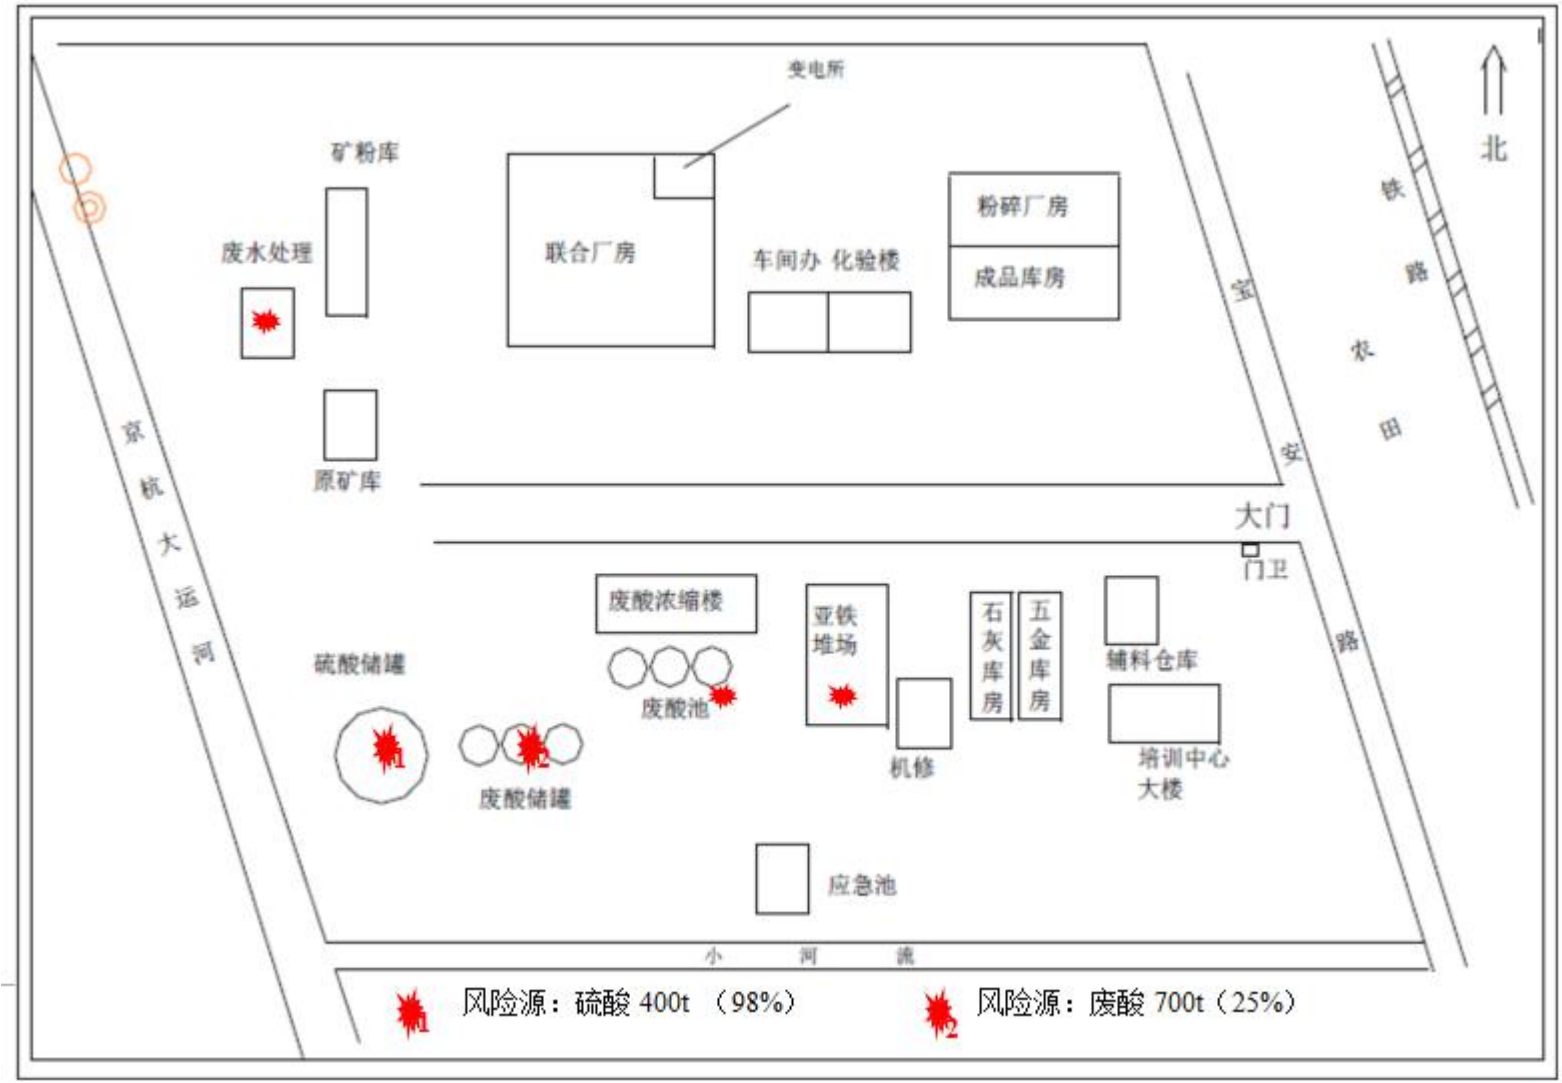 变电所
北
矿粉库
联合厂房
粉碎厂房
成品库房
车间办 化验楼
废水处理
原矿库
铁路
农田
宝安路
京杭大运河
大门
门卫
废酸浓缩楼
废酸池
亚铁
堆场
机修
石灰库房
五金库房
辅料仓库
培训中心
大楼
硫酸储罐
1
2
废酸储罐
应急池
小河流
1 风险源：硫酸 400t （98%）
2 风险源：废酸 700t（25%）